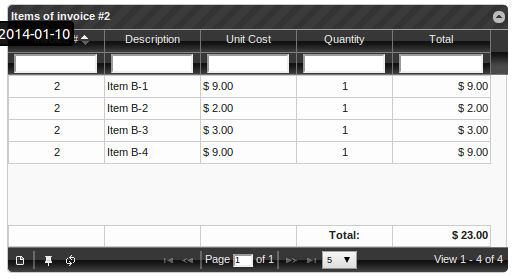 Items of invoice #2
2014-01-10
# Description Unit Cost Quantity Total
2 Item B-1 $ 9.00 1 $ 9.00
2 Item B-2 $ 2.00 1 $ 2.00
2 Item B-3 $ 3.00 1 $ 3.00
2 Item B-4 $ 9.00 1 $ 9.00
Total: $ 23.00
Page 1 of 1 5 View 1 - 4 of 4